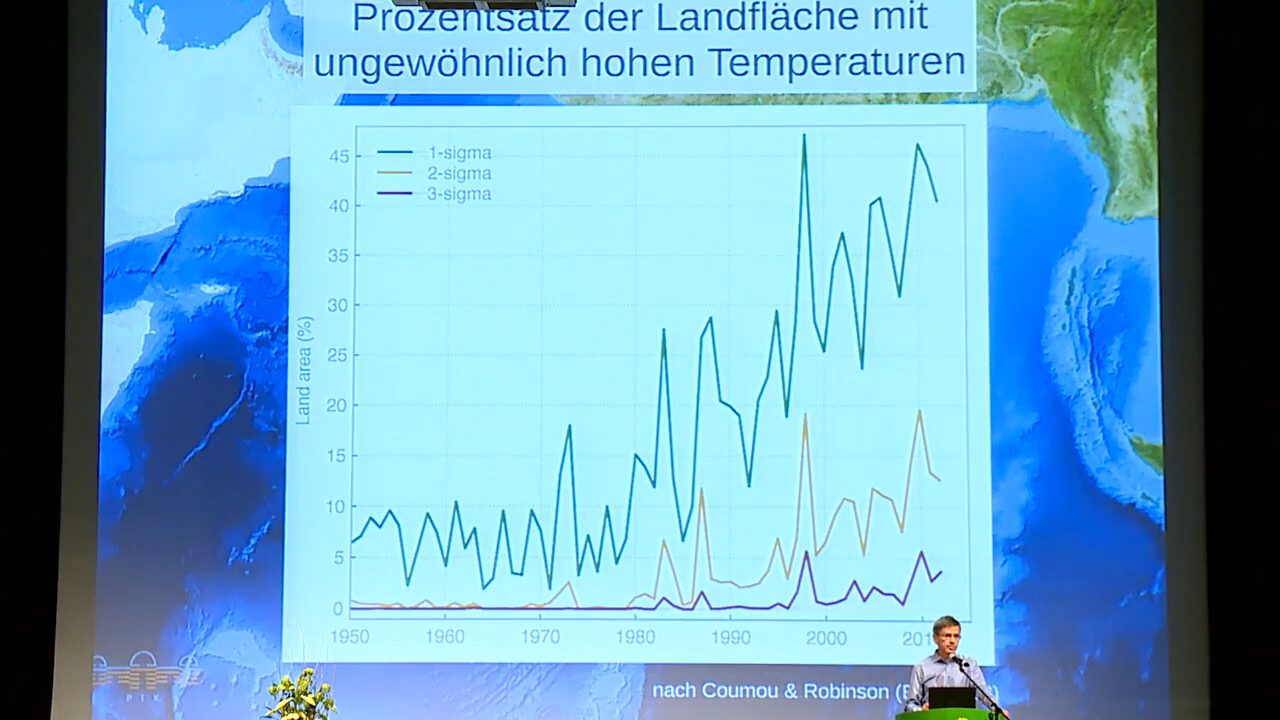 Prozentsatz der Landfläche mit
ungewöhnlich hohen Temperaturen
1-sigma
2-sigma
3-sigma
Land area (%)
45
40
35
30
25
20
15
10
5
0
1950 1960 1970 1980 1990 2000
PIK
nach Coumou & Robinson